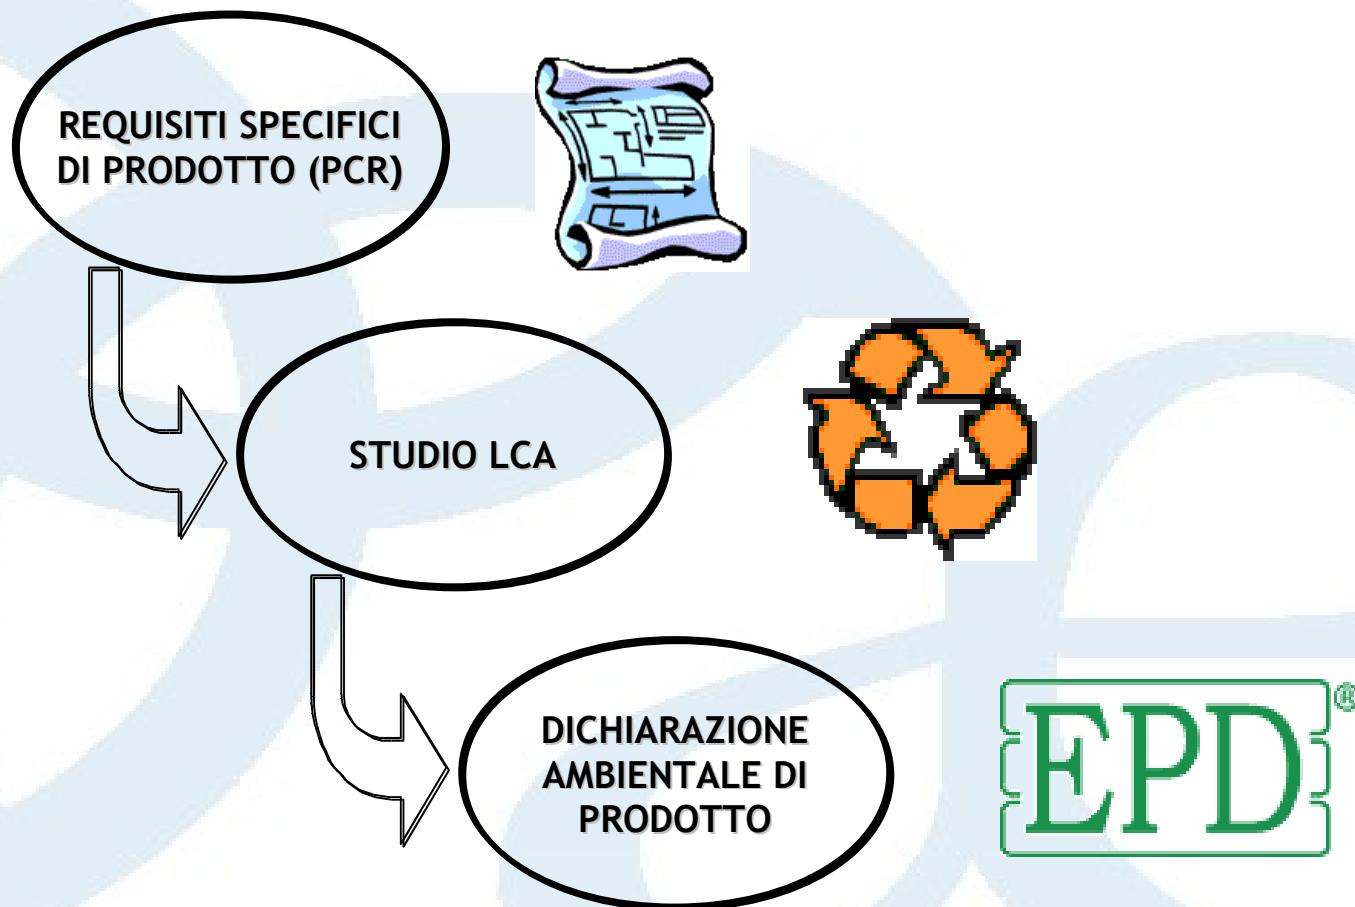 REQUISITI SPECIFICI
DI PRODOTTO (PCR)
STUDIO LCA
DICHIARAZIONE
AMBIENTALE DI
PRODOTTO
EPD®